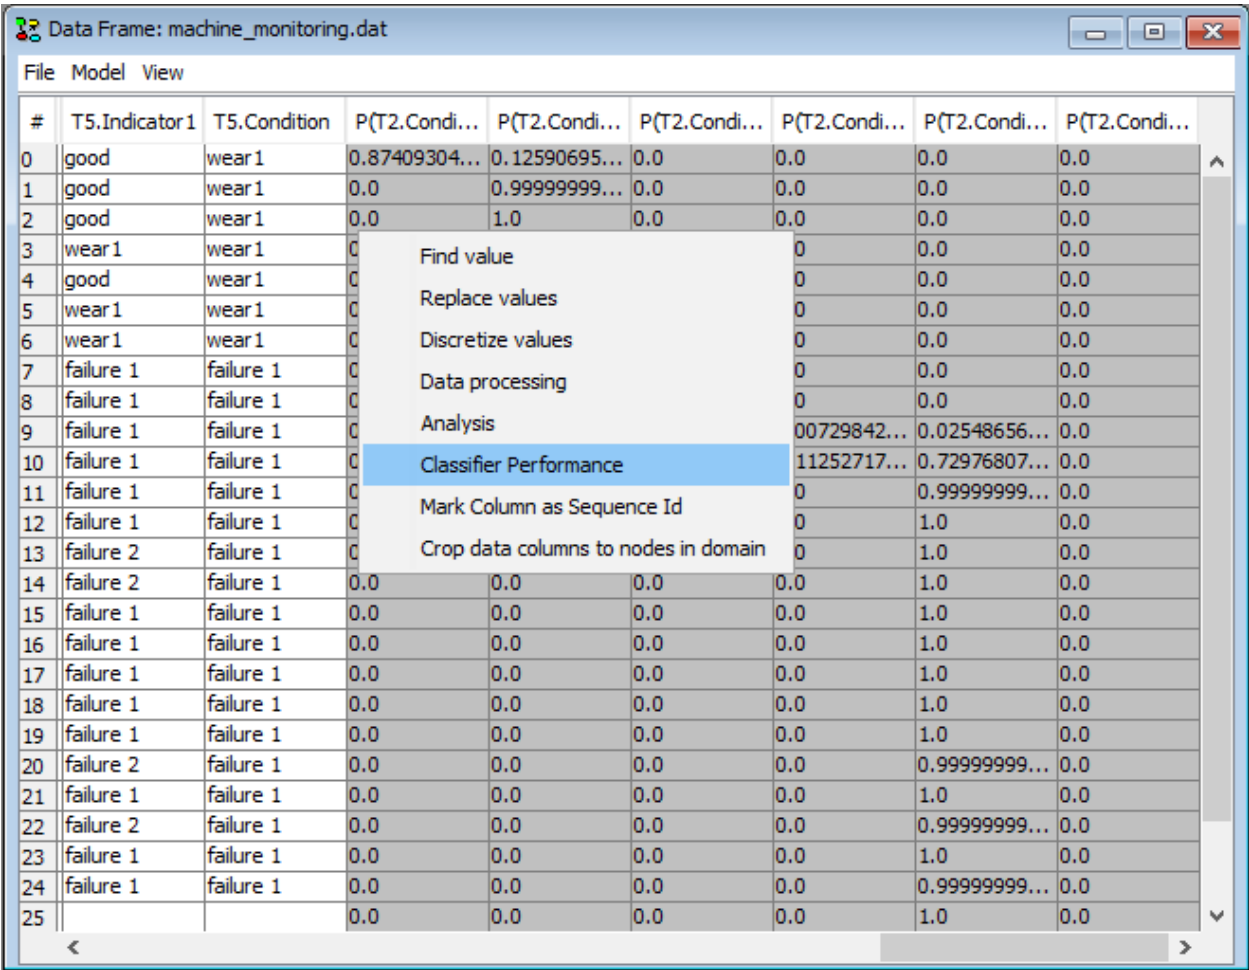 Data Frame: machine_monitoring.dat
File Model View
# T5.Indicator1 T5.Condition P(T2.Condi... P(T2.Condi... P(T2.Condi... P(T2.Condi... P(T2.Condi... P(T2.Condi...
0 good wear1 0.87409304... 0.12590695... 0.0 0.0 0.0 0.0
1 good wear1 0.0 0.99999999... 0.0 0.0 0.0 0.0
2 good wear1 0.0 1.0 0.0 0.0 0.0 0.0
3 wear1 wear1 0.0 0.0
4 good wear1 0.0 0.0
5 wear1 wear1 0.0 0.0
6 wear1 wear1 0.0 0.0
7 failure 1 failure 1 0.0 0.0
8 failure 1 failure 1 0.0 0.0
9 failure 1 failure 1 00729842... 0.02548656... 0.0
10 failure 1 failure 1 11252717... 0.72976807... 0.0
11 failure 1 failure 1 0.99999999... 0.0
12 failure 1 failure 1 1.0 0.0
13 failure 2 failure 1 1.0 0.0
Find value
Replace values
Discretize values
Data processing
Analysis
Classifier Performance
Mark Column as Sequence Id
Crop data columns to nodes in domain
14 failure 2 failure 1 0.0 0.0 0.0 0.0 1.0 0.0
15 failure 1 failure 1 0.0 0.0 0.0 0.0 1.0 0.0
16 failure 1 failure 1 0.0 0.0 0.0 0.0 1.0 0.0
17 failure 1 failure 1 0.0 0.0 0.0 0.0 1.0 0.0
18 failure 1 failure 1 0.0 0.0 0.0 0.0 1.0 0.0
19 failure 1 failure 1 0.0 0.0 0.0 0.0 1.0 0.0
20 failure 2 failure 1 0.0 0.0 0.0 0.0 0.99999999... 0.0
21 failure 1 failure 1 0.0 0.0 0.0 0.0 1.0 0.0
22 failure 2 failure 1 0.0 0.0 0.0 0.0 0.99999999... 0.0
23 failure 1 failure 1 0.0 0.0 0.0 0.0 1.0 0.0
24 failure 1 failure 1 0.0 0.0 0.0 0.0 0.99999999... 0.0
25 0.0 0.0 0.0 0.0 1.0 0.0